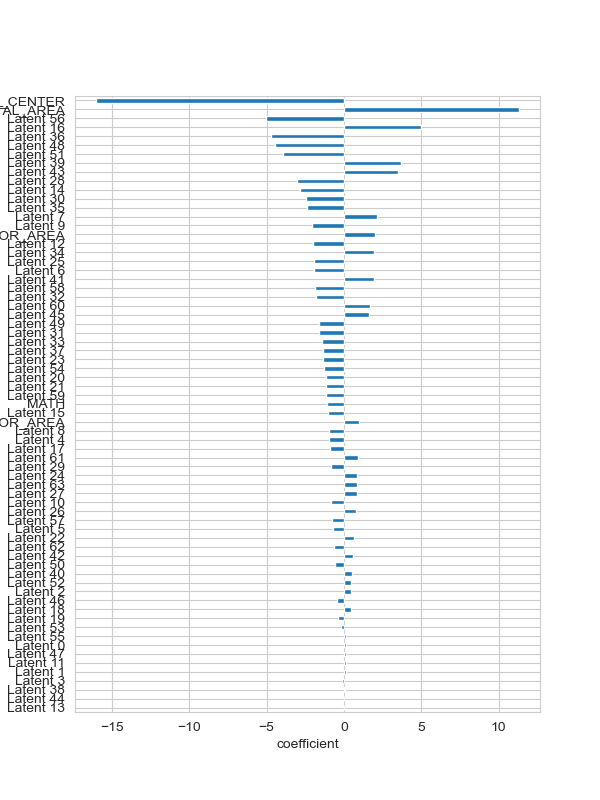 _CENTER
TAL_AREA
Latent 56
Latent 16
Latent 36
Latent 48
Latent 51
Latent 39
Latent 43
Latent 28
Latent 14
Latent 30
Latent 35
Latent 7
Latent 9
OR_AREA
Latent 12
Latent 34
Latent 25
Latent 6
Latent 41
Latent 58
Latent 32
Latent 60
Latent 45
Latent 49
Latent 31
Latent 33
Latent 37
Latent 23
Latent 54
Latent 20
Latent 21
Latent 59
MATH
Latent 15
OR_AREA
Latent 8
Latent 4
Latent 17
Latent 61
Latent 29
Latent 24
Latent 63
Latent 27
Latent 10
Latent 26
Latent 57
Latent 5
Latent 22
Latent 62
Latent 42
Latent 50
Latent 40
Latent 52
Latent 2
Latent 46
Latent 18
Latent 19
Latent 53
Latent 55
Latent 0
Latent 47
Latent 11
Latent 1
Latent 3
Latent 38
Latent 44
Latent 13
−15 −10 −5 0 5 10
coefficient